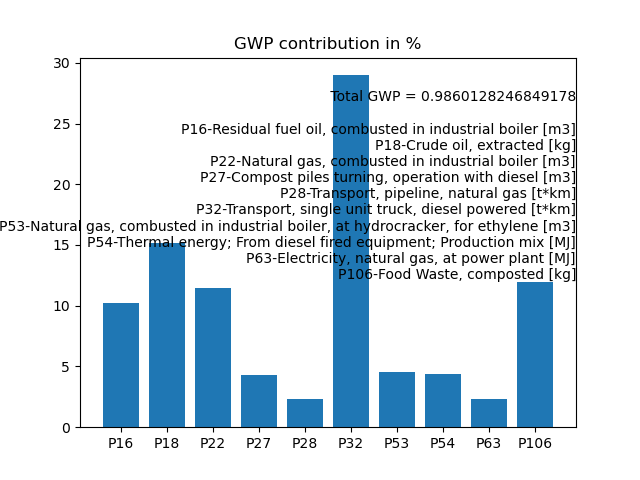 GWP contribution in %
30
25
20
15
10
5
0
Total GWP = 0.9860128246849178
P16-Residual fuel oil, combusted in industrial boiler [m3]
P18-Crude oil, extracted [kg]
P22-Natural gas, combusted in industrial boiler [m3]
P27-Compost piles turning, operation with diesel [m3]
P28-Transport, pipeline, natural gas [t*km]
P32-Transport, single unit truck, diesel powered [t*km]
P53-Natural gas, combusted in industrial boiler, at hydrocracker, for ethylene [m3]
P54-Thermal energy; From diesel fired equipment; Production mix [MJ]
P63-Electricity, natural gas, at power plant [MJ]
P106-Food Waste, composted [kg]
P16 P18 P22 P27 P28 P32 P53 P54 P63 P106